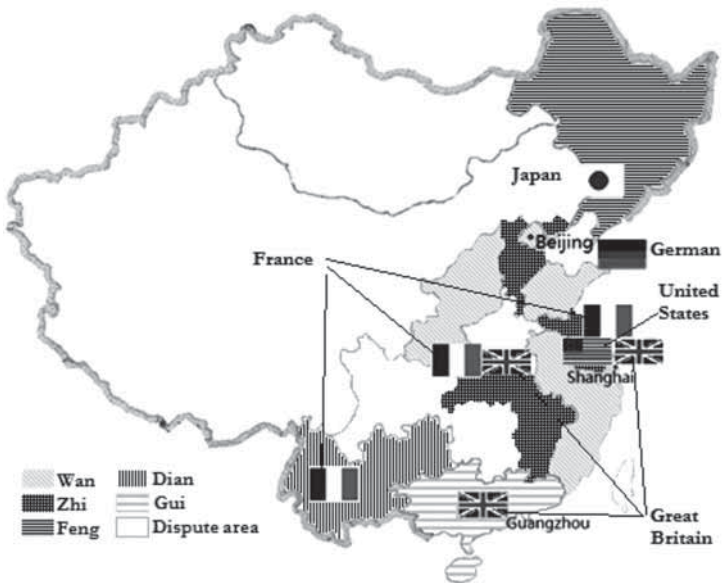 Japan
Beijing
German
France
United
States
Shanghai
Wan
Dian
Zhi
Gui
Feng
Dispute area
Guangzhou
Great
Britain